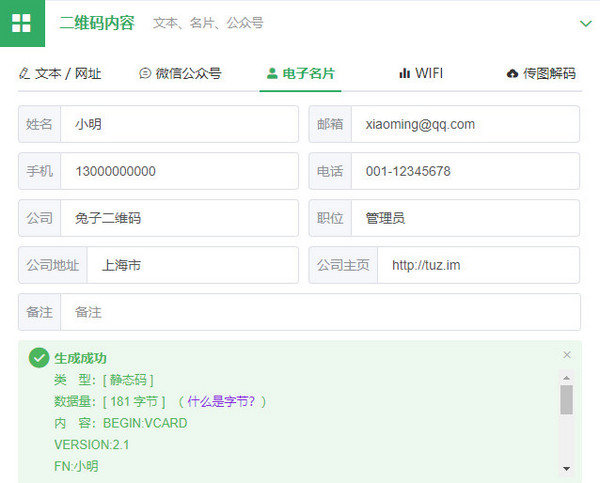 二维码内容 文本、名片、公众号
文本 / 网址 微信公众号 电子名片 WIFI 传图解码
姓名 小明 邮箱 xiaoming@qq.com
手机 13000000000 电话 001-12345678
公司 兔子二维码 职位 管理员
公司地址 上海市 公司主页 http://tuz.im
备注 备注
生成成功 ×
类 型：[ 静态码 ]
数据量：[ 181 字节 ] （ 什么是字节? ）
内 容：BEGIN:VCARD
VERSION:2.1
FN:小明